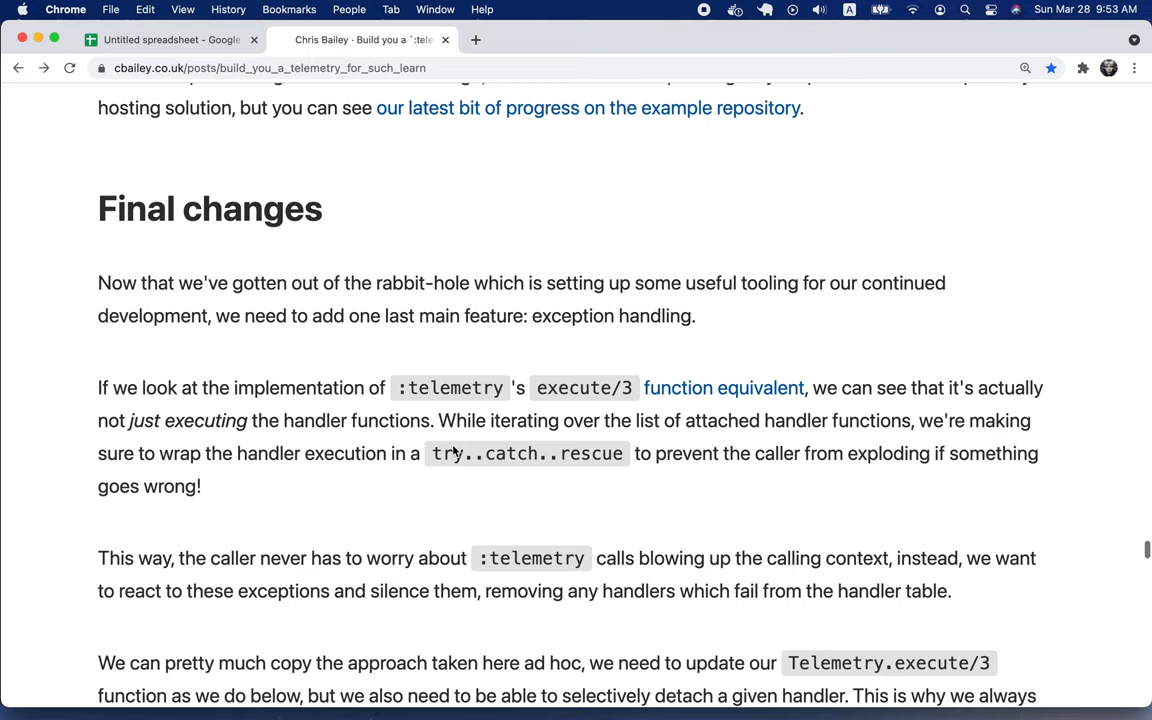 Chrome File Edit View History Bookmarks People Tab Window Help A Sun Mar 28 9:53 AM
Untitled spreadsheet - Google Chris Bailey · Build you a `:tele
cbailey.co.uk/posts/build_you_a_telemetry_for_such_learn
hosting solution, but you can see our latest bit of progress on the example repository.
Final changes
Now that we've gotten out of the rabbit-hole which is setting up some useful tooling for our continued
development, we need to add one last main feature: exception handling.
If we look at the implementation of :telemetry 's execute/3 function equivalent, we can see that it's actually
not just executing the handler functions. While iterating over the list of attached handler functions, we're making
sure to wrap the handler execution in a try..catch..rescue to prevent the caller from exploding if something
goes wrong!
This way, the caller never has to worry about :telemetry calls blowing up the calling context, instead, we want
to react to these exceptions and silence them, removing any handlers which fail from the handler table.
We can pretty much copy the approach taken here ad hoc, we need to update our Telemetry.execute/3
function as we do below, but we also need to be able to selectively detach a given handler. This is why we always